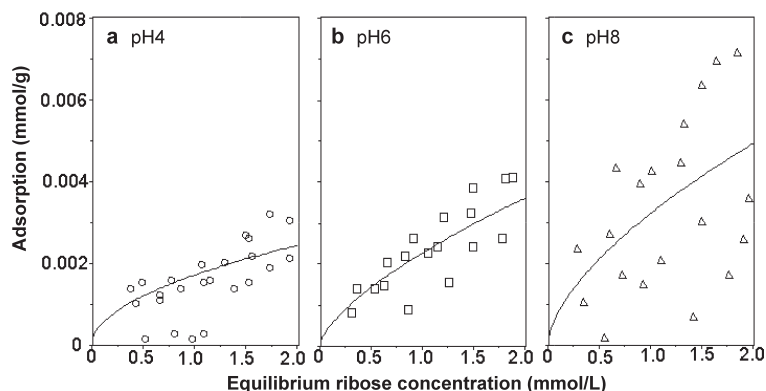 0.008
0.006
0.004
0.002
0
Adsorption (mmol/g)
a pH4
b pH6
c pH8
0 0.5 1.0 1.5 2.0
0 0.5 1.0 1.5 2.0
0 0.5 1.0 1.5 2.0
Equilibrium ribose concentration (mmol/L)